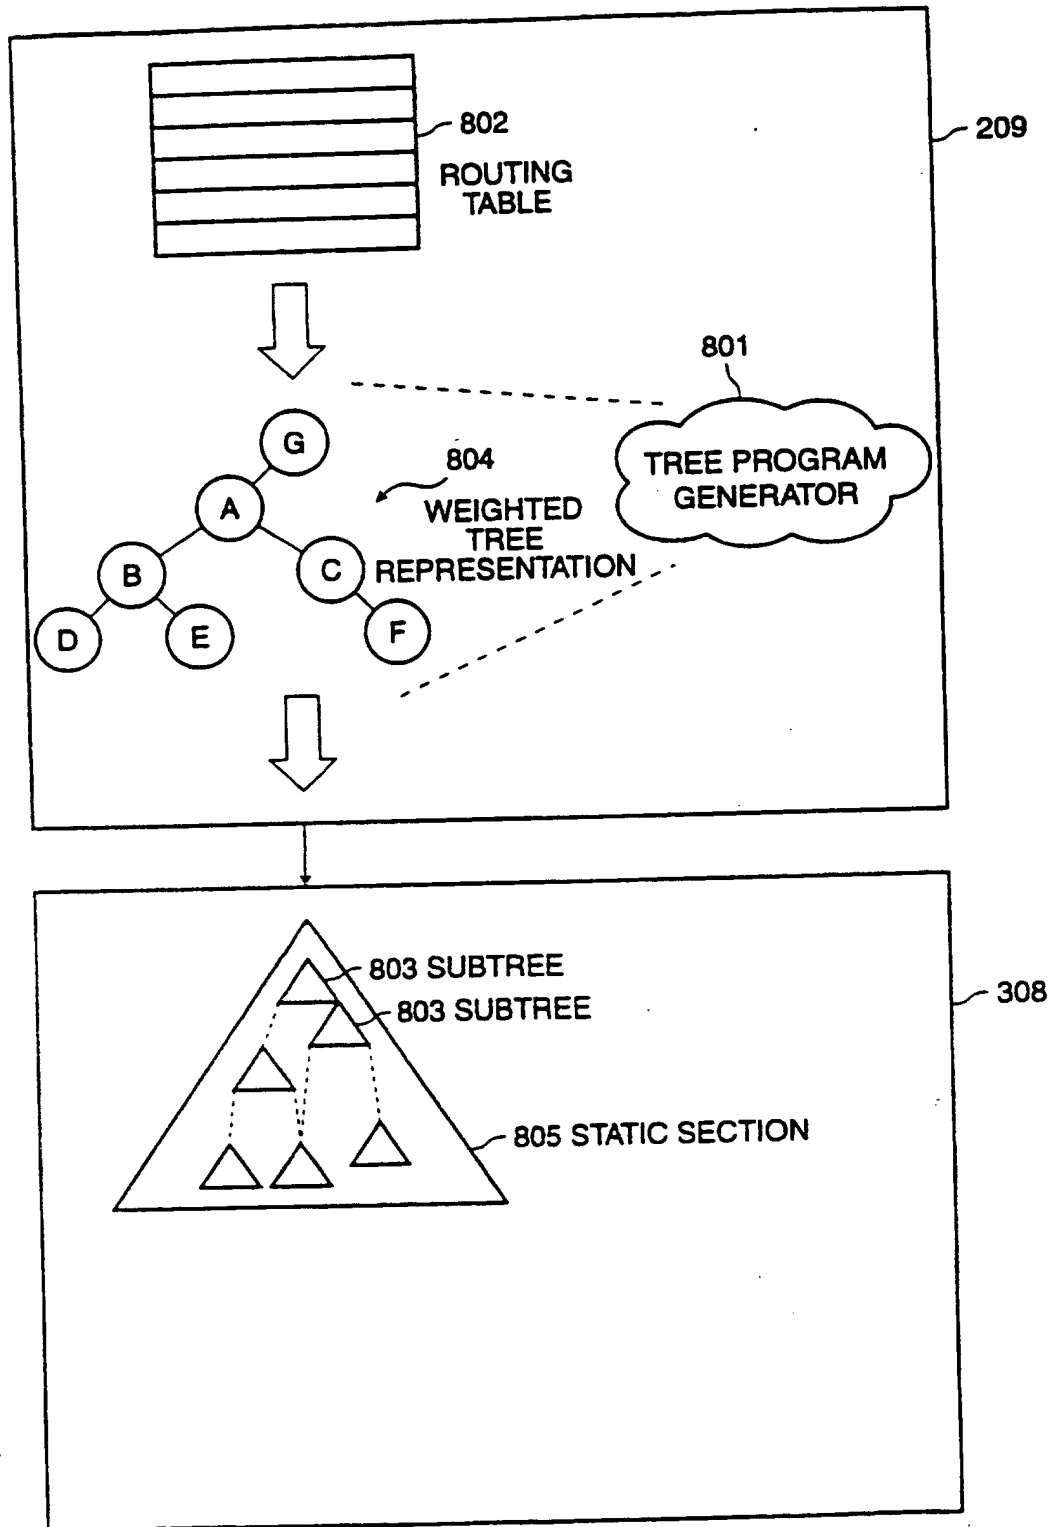 802
ROUTING
TABLE
209
801
TREE PROGRAM
GENERATOR
G
804
A
WEIGHTED
TREE
REPRESENTATION
B
C
D
E
F
803 SUBTREE
803 SUBTREE
308
805 STATIC SECTION